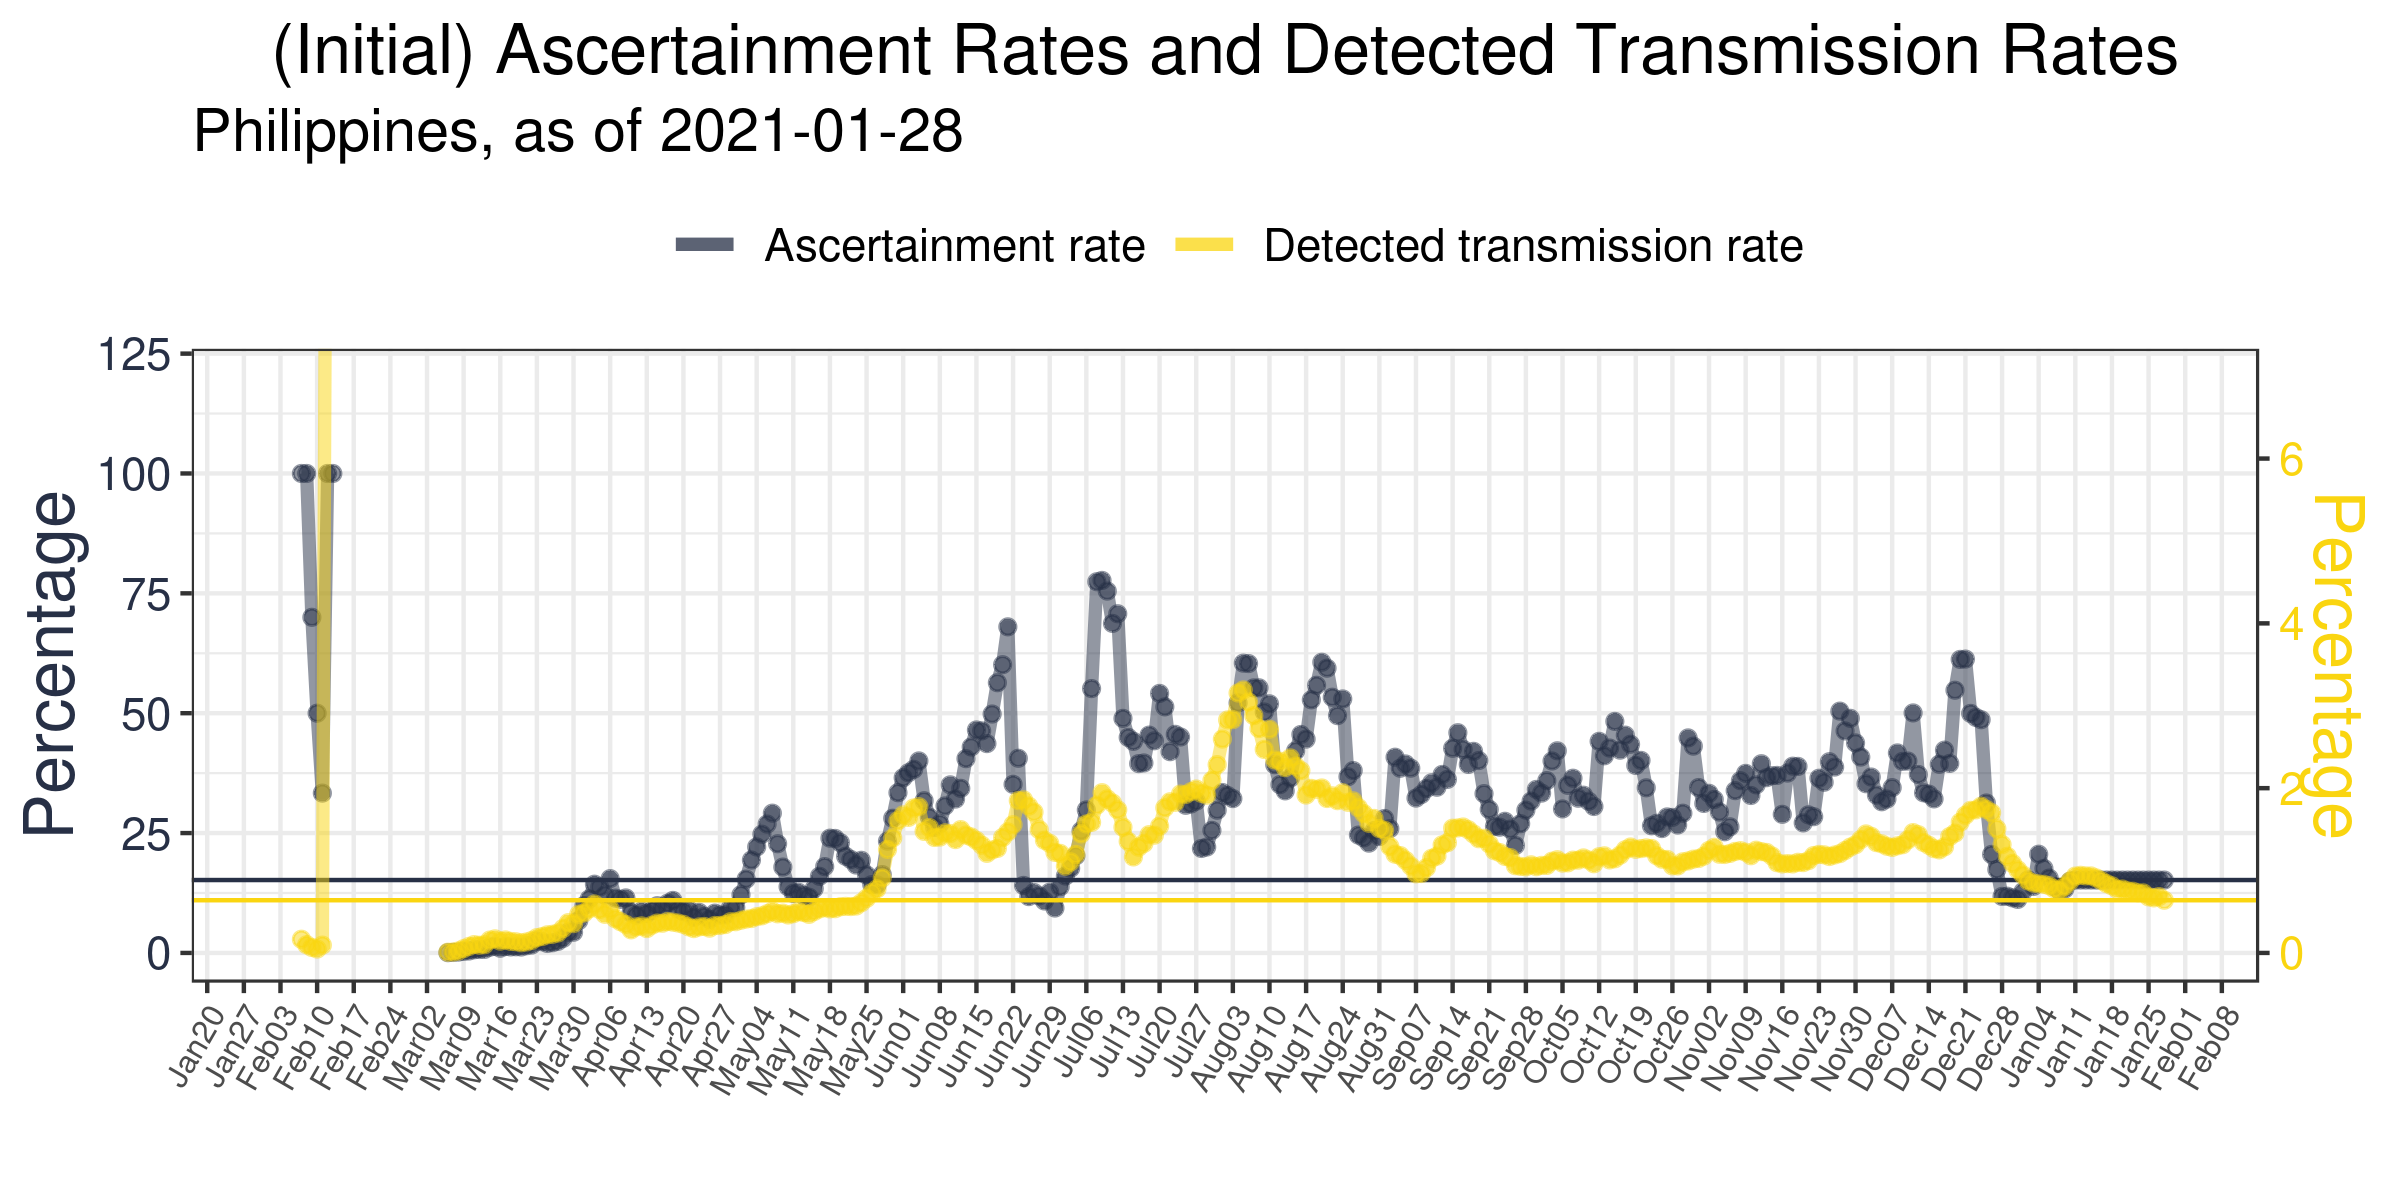 (Initial) Ascertainment Rates and Detected Transmission Rates
Philippines, as of 2021-01-28
Ascertainment rate
Detected transmission rate
Percentage
125
100
75
50
25
0
6
4
2
0
Percentage
Jan20
Jan27
Feb03
Feb10
Feb17
Feb24
Mar02
Mar09
Mar16
Mar23
Mar30
Apr06
Apr13
Apr20
Apr27
May04
May11
May18
May25
Jun01
Jun08
Jun15
Jun22
Jun29
Jul06
Jul13
Jul20
Jul27
Aug03
Aug10
Aug17
Aug24
Aug31
Sep07
Sep14
Sep21
Sep28
Oct05
Oct12
Oct19
Oct26
Nov02
Nov09
Nov16
Nov23
Nov30
Dec07
Dec14
Dec21
Dec28
Jan04
Jan11
Jan18
Jan25
Feb01
Feb08